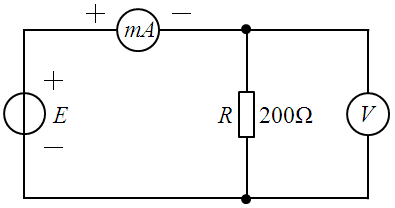 + mA —
+
E
—
R 200Ω
V